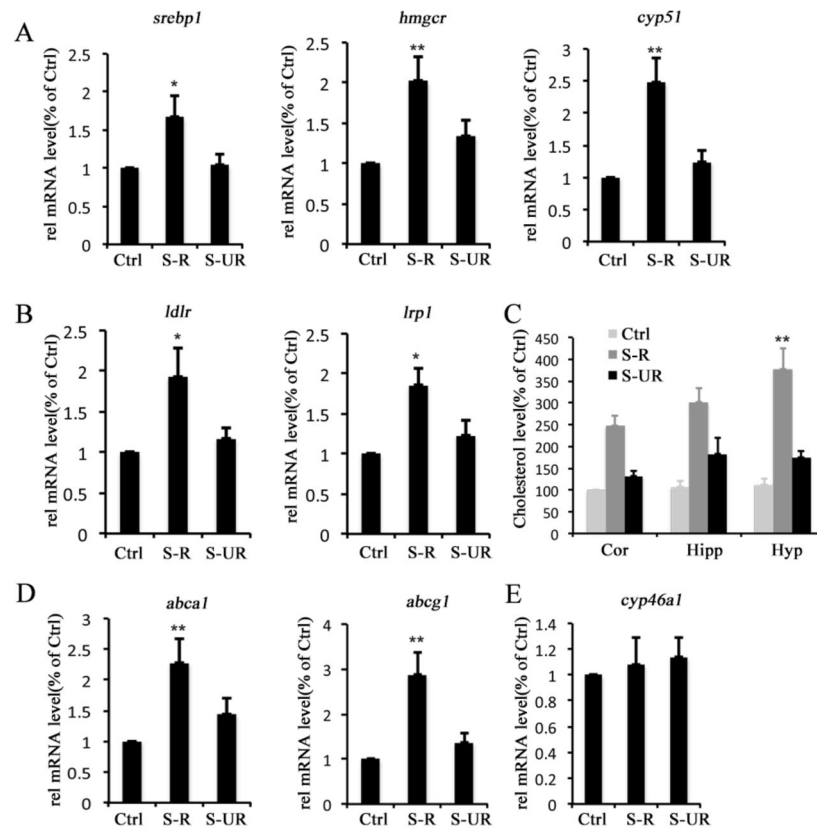 A
srebp1
hmgcr
cyp51
rel mRNA level(% of Ctrl)
2.5
2
1.5
1
0.5
0
*
Ctrl S-R S-UR
rel mRNA level(% of Ctrl)
2.5
2
1.5
1
0.5
0
**
Ctrl S-R S-UR
rel mRNA level(% of Ctrl)
3
2.5
2
1.5
1
0.5
0
**
Ctrl S-R S-UR
B
ldlr
lrp1
rel mRNA level(% of Ctrl)
2.5
2
1.5
1
0.5
0
*
Ctrl S-R S-UR
rel mRNA level(% of Ctrl)
2.5
2
1.5
1
0.5
0
*
Ctrl S-R S-UR
C
Ctrl
S-R
S-UR
Cholesterol level(% of Ctrl)
450
400
350
300
250
200
150
100
50
0
**
Cor Hipp Hyp
D
abca1
abcg1
rel mRNA level(% of Ctrl)
3
2.5
2
1.5
1
0.5
0
**
Ctrl S-R S-UR
rel mRNA level(% of Ctrl)
4
3
2
1
0
**
Ctrl S-R S-UR
E
cyp46a1
rel mRNA level(% of Ctrl)
1.4
1.2
1
0.8
0.6
0.4
0.2
0
Ctrl S-R S-UR